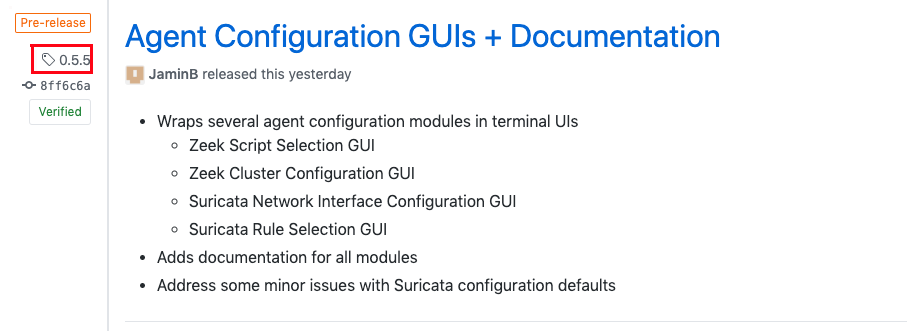 Pre-release
0.5.5
8ff6c6a
Verified
Agent Configuration GUIs + Documentation
JaminB released this yesterday
Wraps several agent configuration modules in terminal UIs
Zeek Script Selection GUI
Zeek Cluster Configuration GUI
Suricata Network Interface Configuration GUI
Suricata Rule Selection GUI
Adds documentation for all modules
Address some minor issues with Suricata configuration defaults